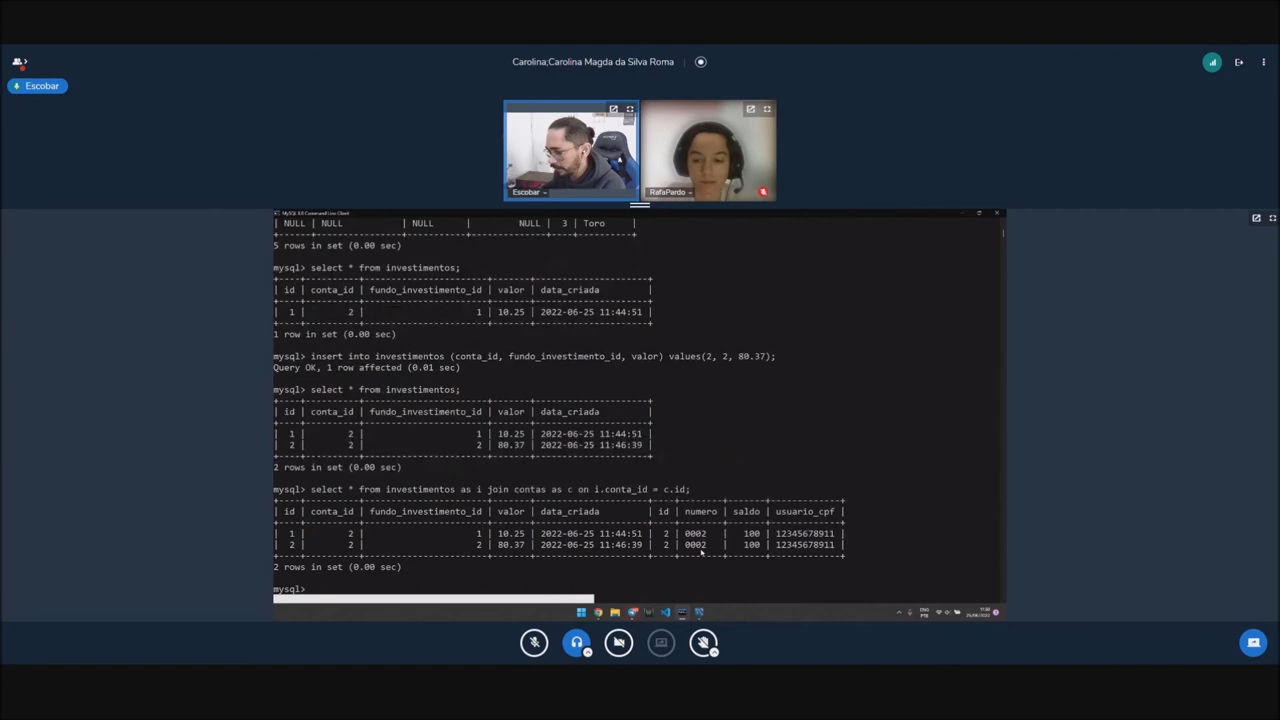 Carolina;Carolina Magda da Silva Roma
Escobar
Escobar
RafaPardo
MySQL 8.0 Command Line Client
| NULL | NULL | NULL | NULL | 3 | Toro |
5 rows in set (0.00 sec)
mysql> select * from investimentos;
| id | conta_id | fundo_investimento_id | valor | data_criada |
| 1 | 2 | 1 | 10.25 | 2022-06-25 11:44:51 |
1 row in set (0.00 sec)
mysql> insert into investimentos (conta_id, fundo_investimento_id, valor) values(2, 2, 80.37);
Query OK, 1 row affected (0.01 sec)
mysql> select * from investimentos;
| id | conta_id | fundo_investimento_id | valor | data_criada |
| 1 | 2 | 1 | 10.25 | 2022-06-25 11:44:51 |
| 2 | 2 | 2 | 80.37 | 2022-06-25 11:46:39 |
2 rows in set (0.00 sec)
mysql> select * from investimentos as i join contas as c on i.conta_id = c.id;
| id | conta_id | fundo_investimento_id | valor | data_criada | id | numero | saldo | usuario_cpf |
| 1 | 2 | 1 | 10.25 | 2022-06-25 11:44:51 | 2 | 0002 | 100 | 12345678911 |
| 2 | 2 | 2 | 80.37 | 2022-06-25 11:46:39 | 2 | 0002 | 100 | 12345678911 |
2 rows in set (0.00 sec)
mysql>
POR
PTB